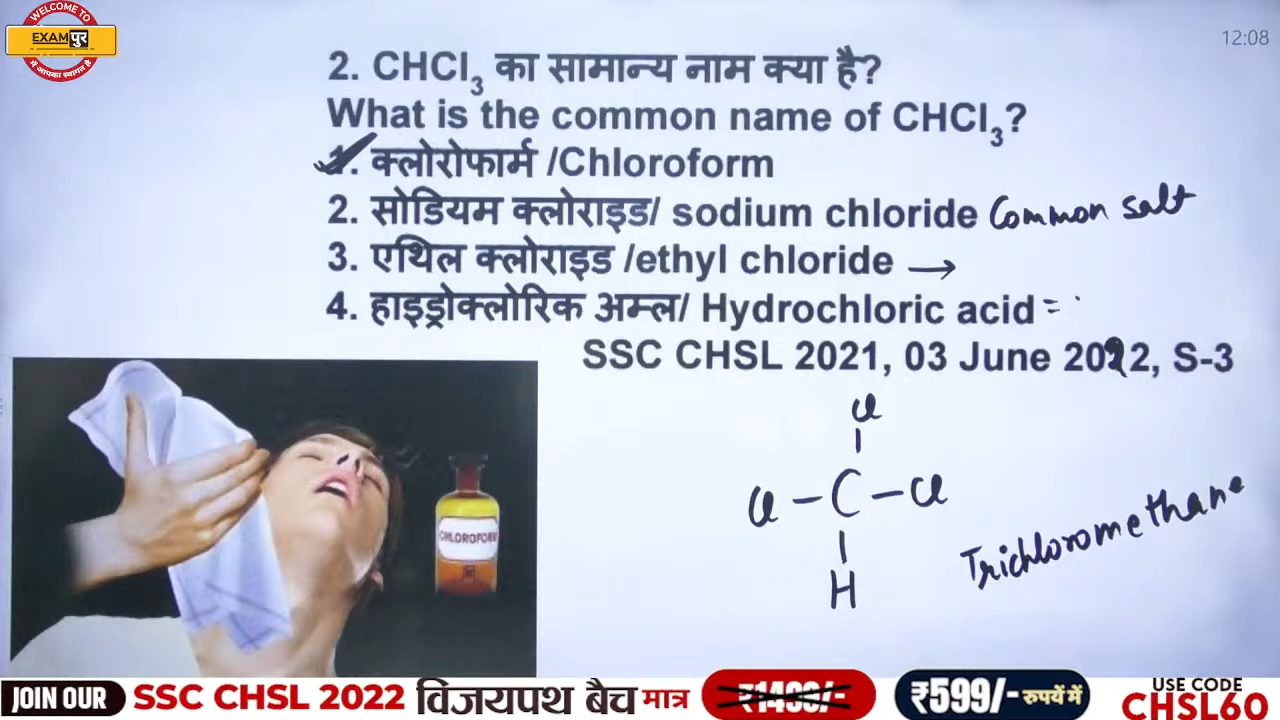 WELCOME TO
EXAMपुर
में आपका स्वागत है
12:08
2. CHCl₃ का सामान्य नाम क्या है?
What is the common name of CHCl₃?
1. क्लोरोफार्म /Chloroform
2. सोडियम क्लोराइड/ sodium chloride Common salt
3. एथिल क्लोराइड /ethyl chloride →
4. हाइड्रोक्लोरिक अम्ल/ Hydrochloric acid =
SSC CHSL 2021, 03 June 2022, S-3
Cl
Cl – C – Cl
H
Trichloromethane
CHLOROFORM
JOIN OUR SSC CHSL 2022 विजयपथ बैच मात्र ₹1499/- ₹599/- रुपयें में USE CODE
CHSL60